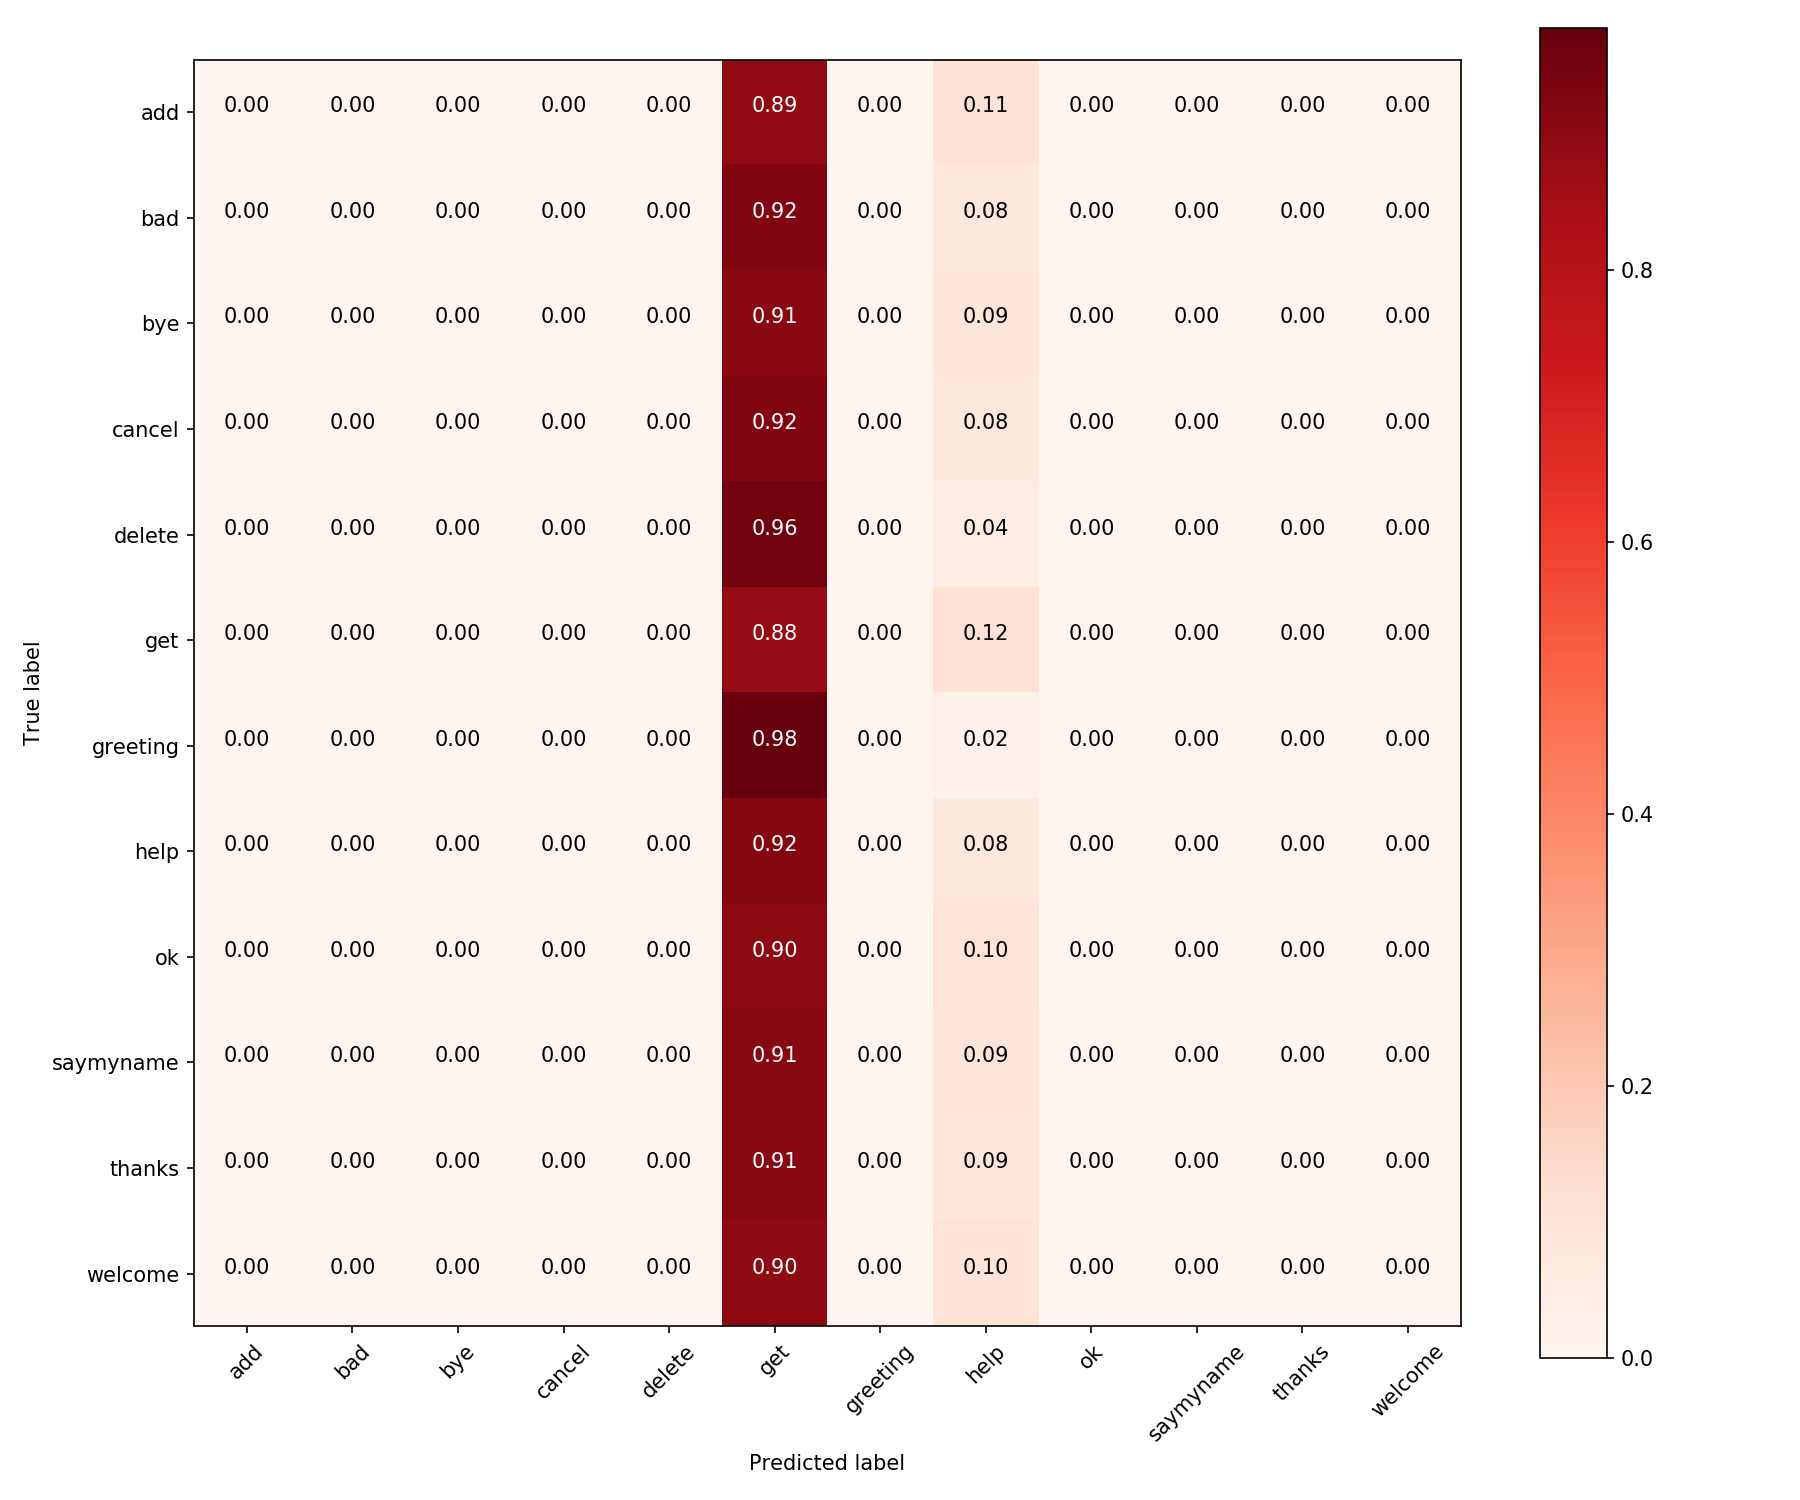 add 0.00 0.00 0.00 0.00 0.00 0.89 0.00 0.11 0.00 0.00 0.00 0.00
bad 0.00 0.00 0.00 0.00 0.00 0.92 0.00 0.08 0.00 0.00 0.00 0.00
bye 0.00 0.00 0.00 0.00 0.00 0.91 0.00 0.09 0.00 0.00 0.00 0.00
cancel 0.00 0.00 0.00 0.00 0.00 0.92 0.00 0.08 0.00 0.00 0.00 0.00
delete 0.00 0.00 0.00 0.00 0.00 0.96 0.00 0.04 0.00 0.00 0.00 0.00
get 0.00 0.00 0.00 0.00 0.00 0.88 0.00 0.12 0.00 0.00 0.00 0.00
greeting 0.00 0.00 0.00 0.00 0.00 0.98 0.00 0.02 0.00 0.00 0.00 0.00
help 0.00 0.00 0.00 0.00 0.00 0.92 0.00 0.08 0.00 0.00 0.00 0.00
ok 0.00 0.00 0.00 0.00 0.00 0.90 0.00 0.10 0.00 0.00 0.00 0.00
saymyname 0.00 0.00 0.00 0.00 0.00 0.91 0.00 0.09 0.00 0.00 0.00 0.00
thanks 0.00 0.00 0.00 0.00 0.00 0.91 0.00 0.09 0.00 0.00 0.00 0.00
welcome 0.00 0.00 0.00 0.00 0.00 0.90 0.00 0.10 0.00 0.00 0.00 0.00
add bad bye cancel delete get greeting help ok saymyname thanks welcome
Predicted label
True label
0.8
0.6
0.4
0.2
0.0